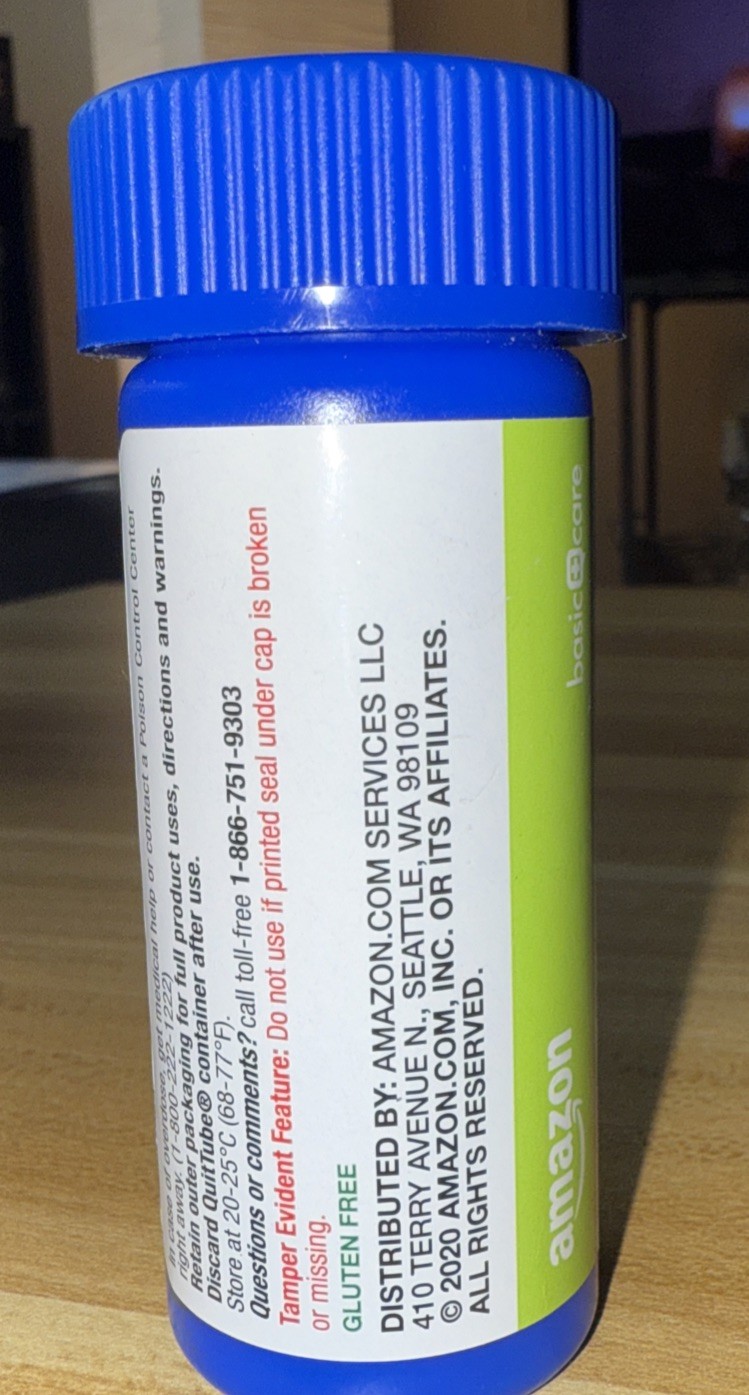 In case of overdose, get medical help or contact a Poison Control Center
right away. (1-800-222-1222)
Retain outer packaging for full product uses, directions and warnings.
Discard QuitTube® container after use.
Store at 20-25°C (68-77°F).
Questions or comments? call toll-free 1-866-751-9303
Tamper Evident Feature: Do not use if printed seal under cap is broken
or missing.
GLUTEN FREE
DISTRIBUTED BY: AMAZON.COM SERVICES LLC
410 TERRY AVENUE N., SEATTLE, WA 98109
© 2020 AMAZON.COM, INC. OR ITS AFFILIATES.
ALL RIGHTS RESERVED.
amazon basic care